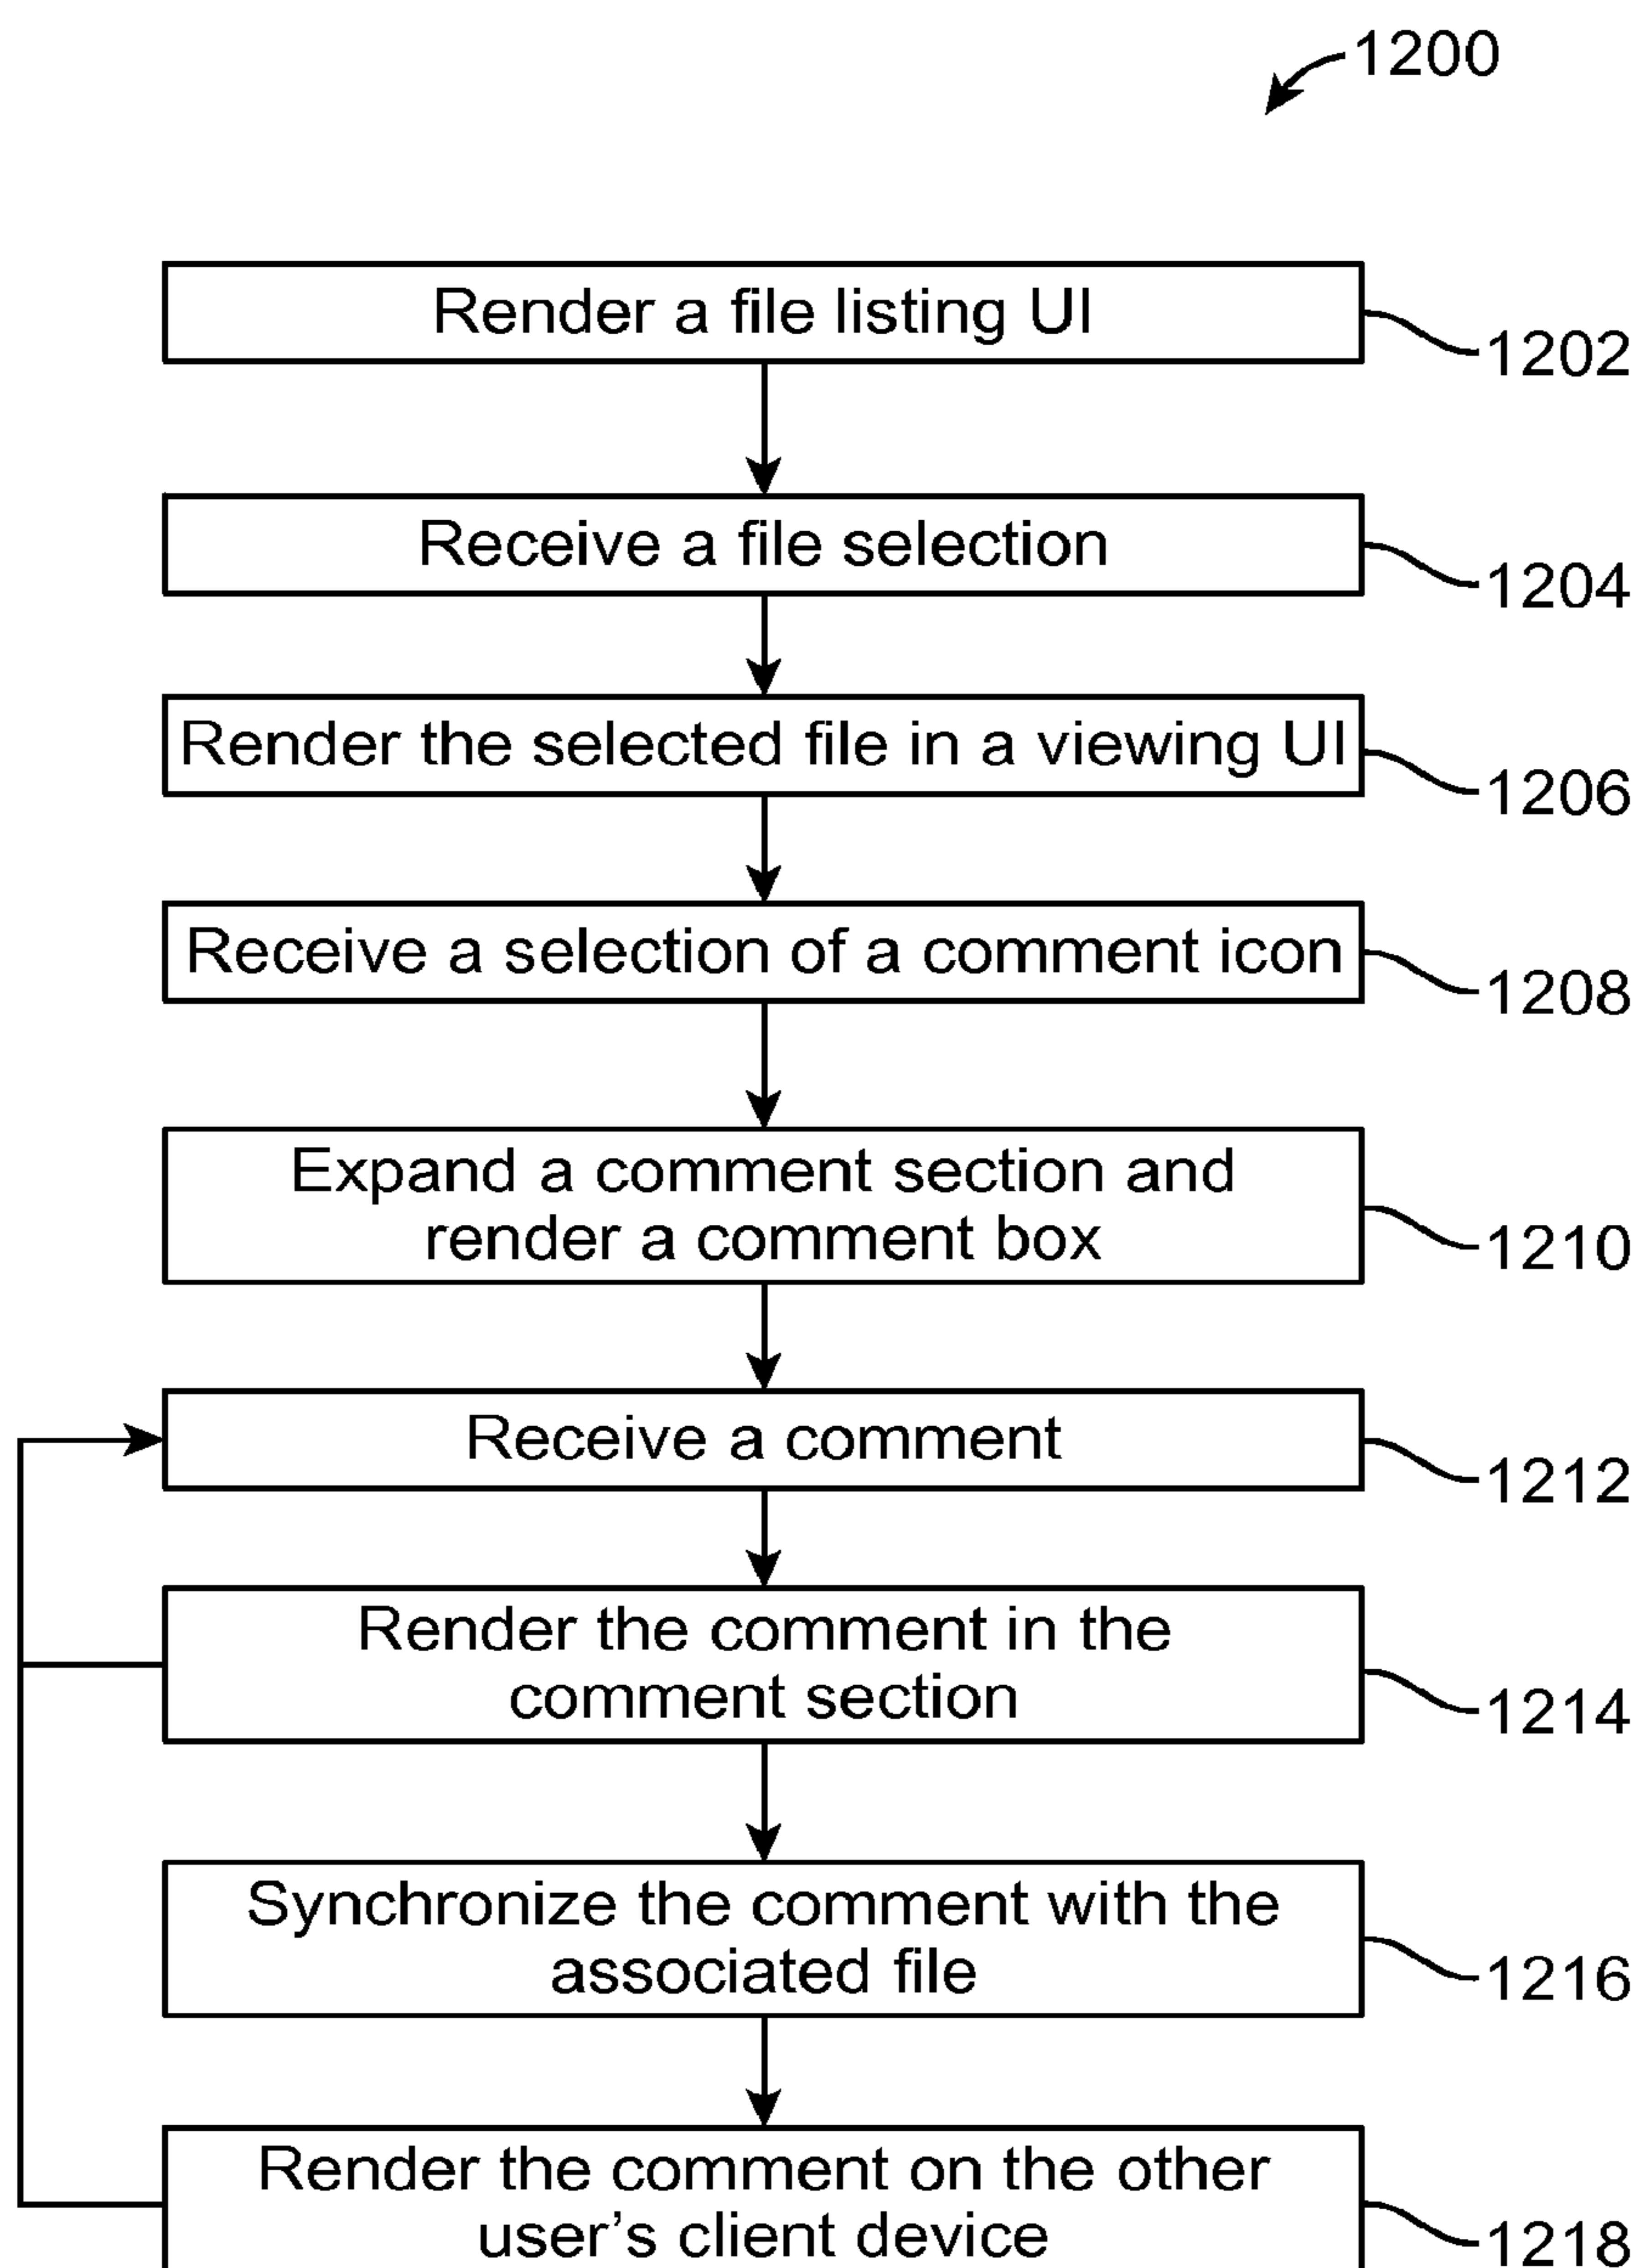 1200
Render a file listing UI
1202
Receive a file selection
1204
Render the selected file in a viewing UI
1206
Receive a selection of a comment icon
1208
Expand a comment section and
render a comment box
1210
Receive a comment
1212
Render the comment in the
comment section
1214
Synchronize the comment with the
associated file
1216
Render the comment on the other
user’s client device
1218